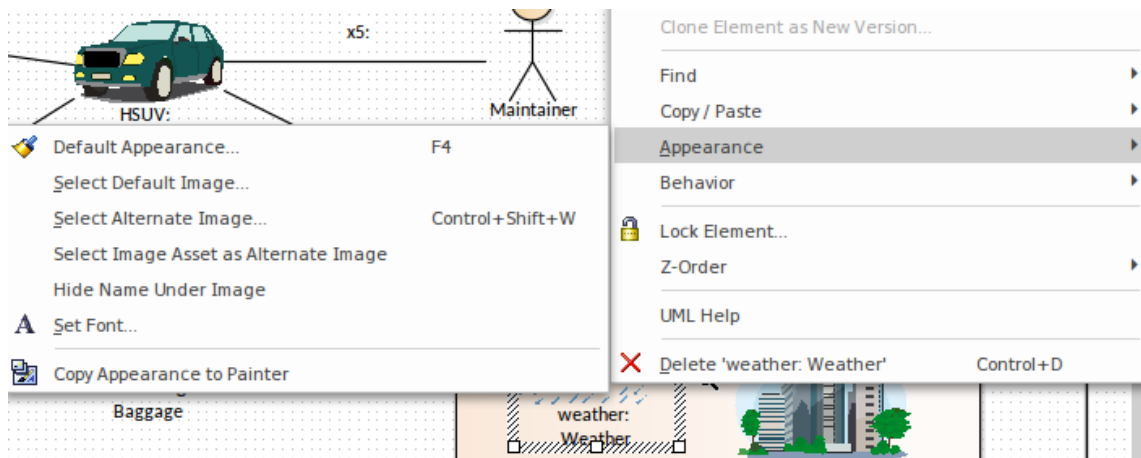 x5:
HSUV:
Maintainer
Clone Element as New Version...
Find
Copy / Paste
Appearance
Behavior
Lock Element...
Z-Order
UML Help
Delete 'weather: Weather' Control+D
Default Appearance... F4
Select Default Image...
Select Alternate Image... Control+Shift+W
Select Image Asset as Alternate Image
Hide Name Under Image
Set Font...
Copy Appearance to Painter
Baggage
weather:
Weather